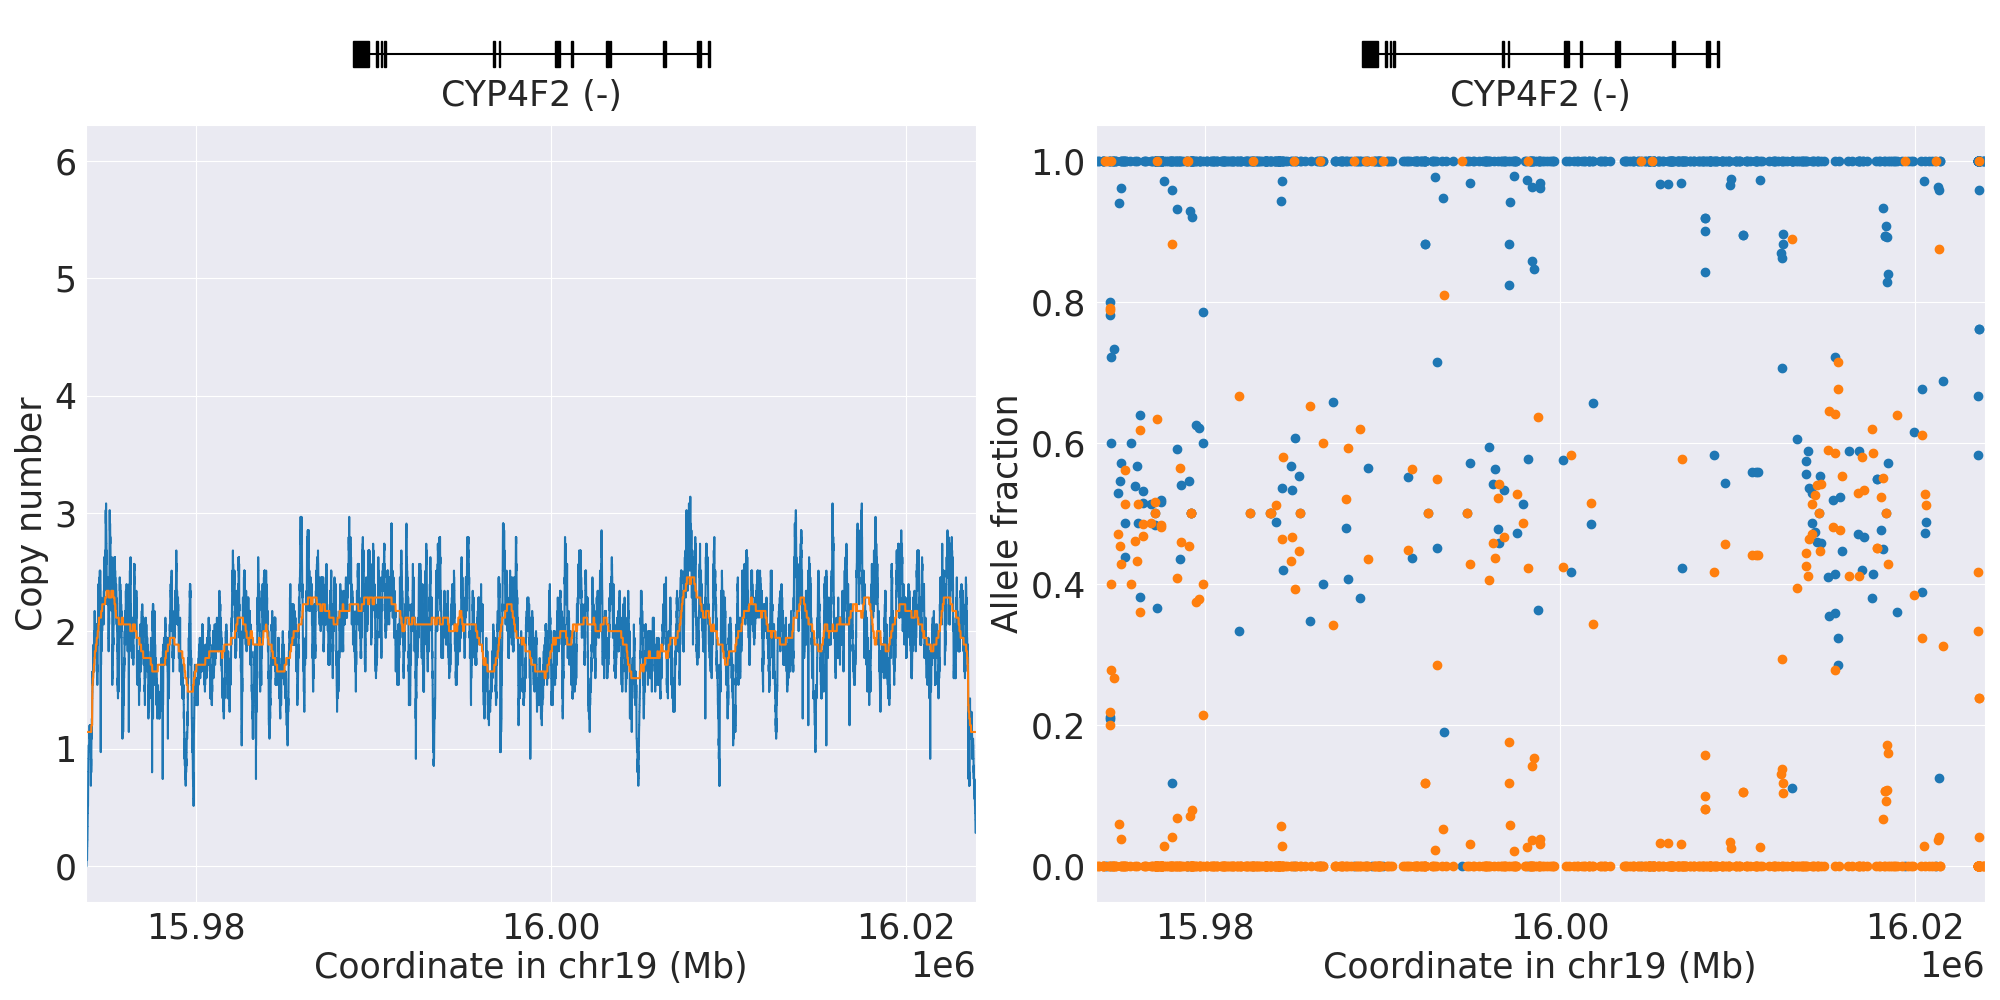 CYP4F2 (-)
CYP4F2 (-)
Copy number
6
5
4
3
2
1
0
15.98 16.00 16.02
Coordinate in chr19 (Mb) 1e6
Allele fraction
1.0
0.8
0.6
0.4
0.2
0.0
15.98 16.00 16.02
Coordinate in chr19 (Mb) 1e6